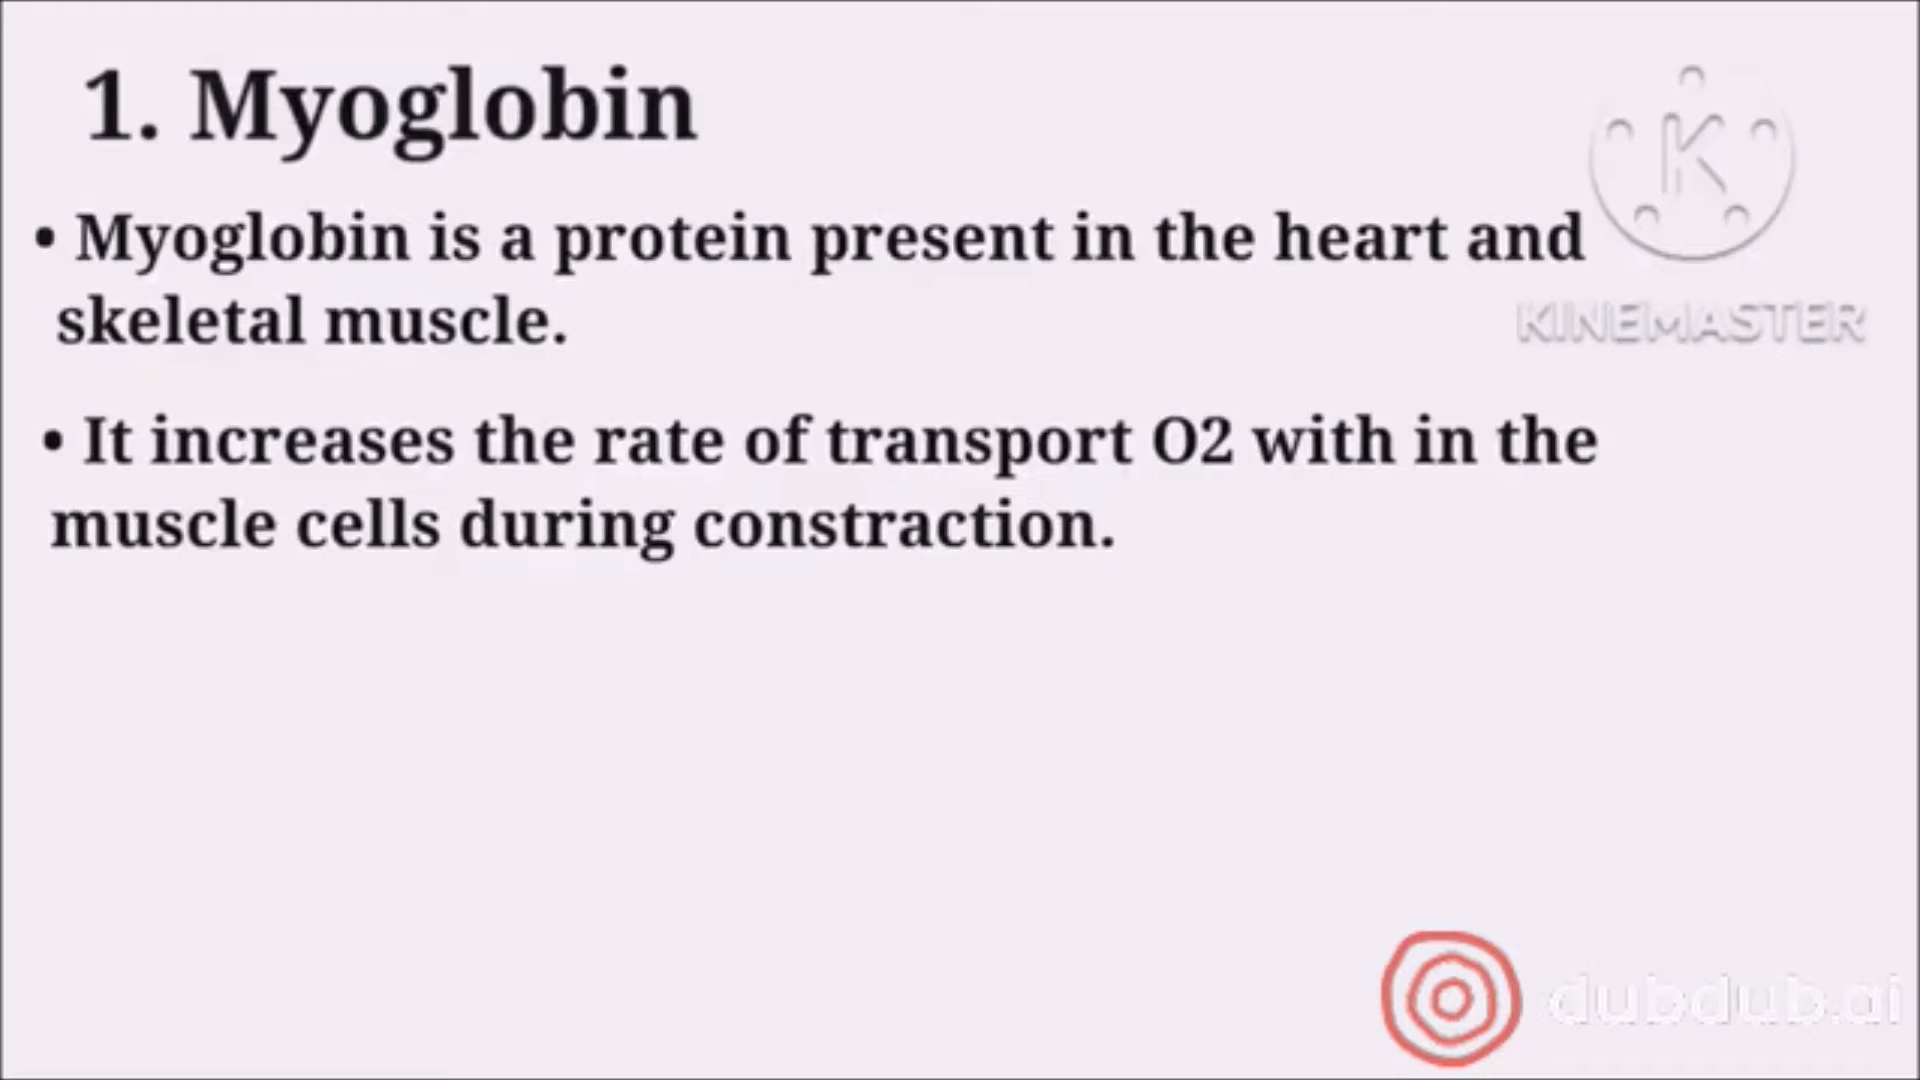 1. Myoglobin
• Myoglobin is a protein present in the heart and
skeletal muscle.
K
KINEMASTER
• It increases the rate of transport O2 with in the
muscle cells during constraction.
dubdub.ai